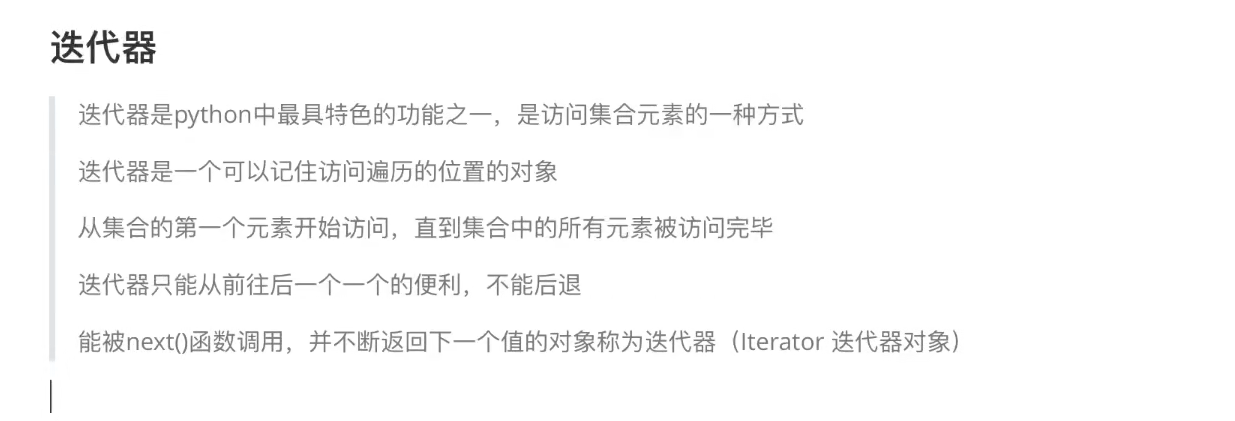 迭代器
迭代器是python中最具特色的功能之一，是访问集合元素的一种方式
迭代器是一个可以记住访问遍历的位置的对象
从集合的第一个元素开始访问，直到集合中的所有元素被访问完毕
迭代器只能从前往后一个一个的便利，不能后退
能被next()函数调用，并不断返回下一个值的对象称为迭代器（Iterator 迭代器对象）